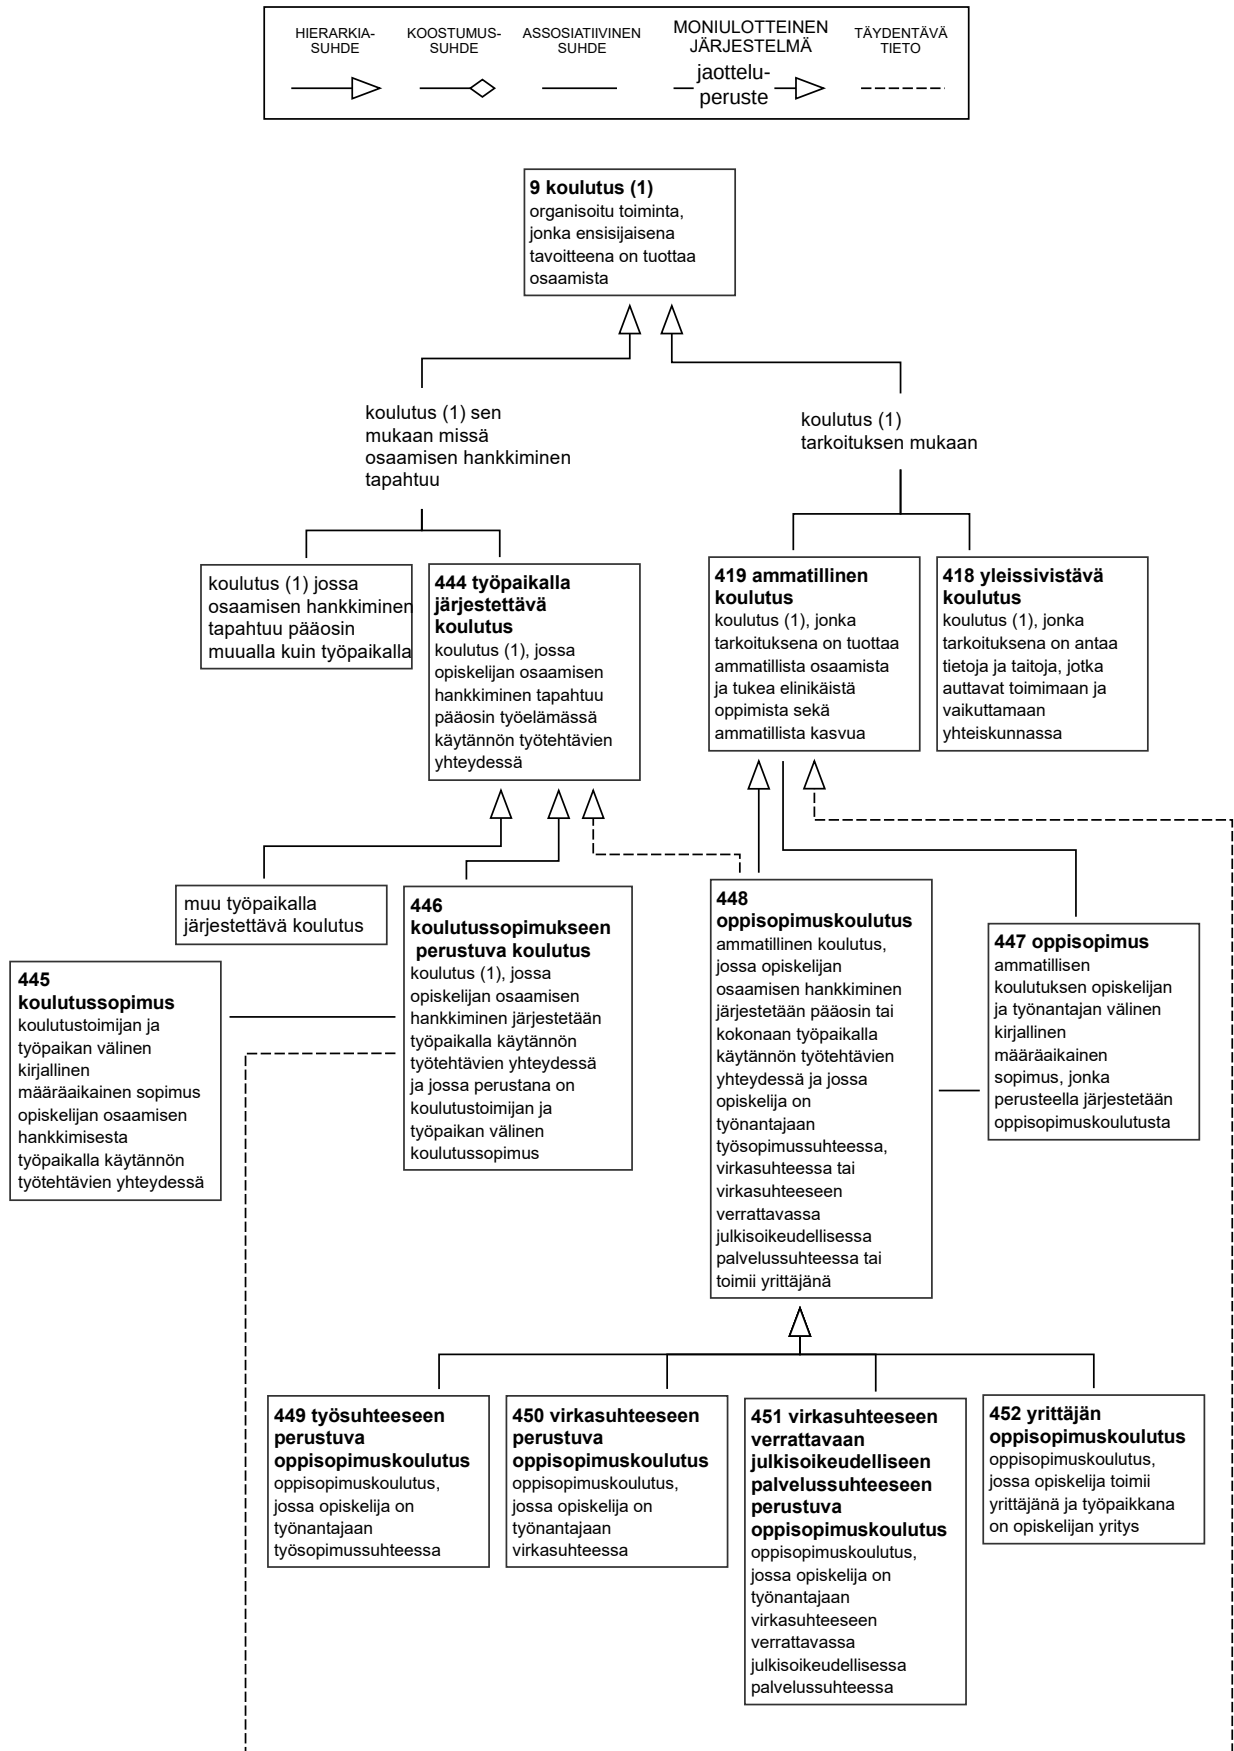 HIERARKIA-
SUHDE
KOOSTUMUS-
SUHDE
ASSOSIATIIVINEN
SUHDE
MONIULOTTEINEN
JÄRJESTELMÄ
jaottelu-
peruste
TÄYDENTÄVÄ
TIETO
9 koulutus (1)
organisoitu toiminta,
jonka ensisijaisena
tavoitteena on tuottaa
osaamista
koulutus (1) sen
mukaan missä
osaamisen hankkiminen
tapahtuu
koulutus (1)
tarkoituksen mukaan
koulutus (1) jossa
osaamisen hankkiminen
tapahtuu pääosin
muualla kuin työpaikalla
444 työpaikalla
järjestettävä
koulutus
koulutus (1), jossa
opiskelijan osaamisen
hankkiminen tapahtuu
pääosin työelämässä
käytännön työtehtävien
yhteydessä
419 ammatillinen
koulutus
koulutus (1), jonka
tarkoituksena on tuottaa
ammatillista osaamista
ja tukea elinikäistä
oppimista sekä
ammatillista kasvua
418 yleissivistävä
koulutus
koulutus (1), jonka
tarkoituksena on antaa
tietoja ja taitoja, jotka
auttavat toimimaan ja
vaikuttamaan
yhteiskunnassa
muu työpaikalla
järjestettävä koulutus
445
koulutussopimus
koulutustoimijan ja
työpaikan välinen
kirjallinen
määräaikainen sopimus
opiskelijan osaamisen
hankkimisesta
työpaikalla käytännön
työtehtävien yhteydessä
446
koulutussopimukseen
perustuva koulutus
koulutus (1), jossa
opiskelijan osaamisen
hankkiminen järjestetään
työpaikalla käytännön
työtehtävien yhteydessä
ja jossa perustana on
koulutustoimijan ja
työpaikan välinen
koulutussopimus
448
oppisopimuskoulutus
ammatillinen koulutus,
jossa opiskelijan
osaamisen hankkiminen
järjestetään pääosin tai
kokonaan työpaikalla
käytännön työtehtävien
yhteydessä ja jossa
opiskelija on
työnantajaan
työsopimussuhteessa,
virkasuhteessa tai
virkasuhteeseen
verrattavassa
julkisoikeudellisessa
palvelussuhteessa tai
toimii yrittäjänä
447 oppisopimus
ammatillisen
koulutuksen opiskelijan
ja työnantajan välinen
kirjallinen
määräaikainen
sopimus, jonka
perusteella järjestetään
oppisopimuskoulutusta
449 työsuhteeseen
perustuva
oppisopimuskoulutus
oppisopimuskoulutus,
jossa opiskelija on
työnantajaan
työsopimussuhteessa
450 virkasuhteeseen
perustuva
oppisopimuskoulutus
oppisopimuskoulutus,
jossa opiskelija on
työnantajaan
virkasuhteessa
451 virkasuhteeseen
verrattavaan
julkisoikeudelliseen
palvelussuhteeseen
perustuva
oppisopimuskoulutus
oppisopimuskoulutus,
jossa opiskelija on
työnantajaan
virkasuhteeseen
verrattavassa
julkisoikeudellisessa
palvelussuhteessa
452 yrittäjän
oppisopimuskoulutus
oppisopimuskoulutus,
jossa opiskelija toimii
yrittäjänä ja työpaikkana
on opiskelijan yritys